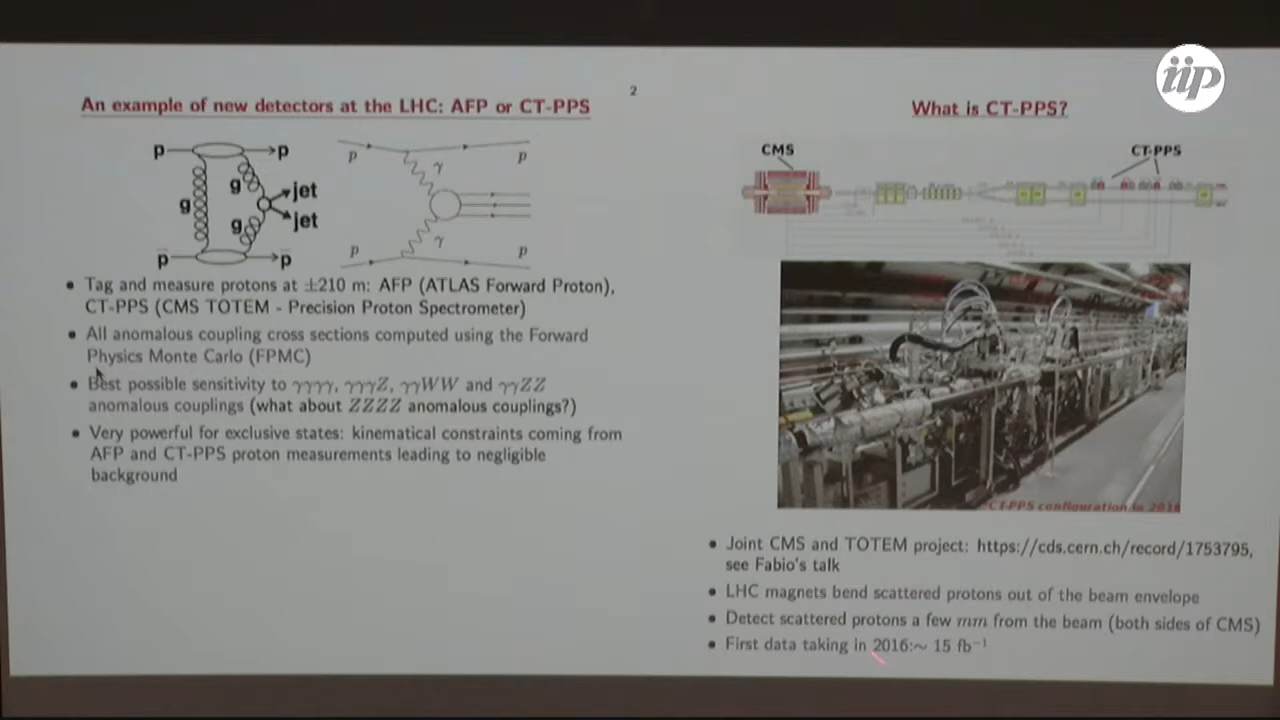 iip
2
An example of new detectors at the LHC: AFP or CT-PPS
p
p
g
g
g
jet
jet
p̄
p̄
p
γ
p
p
γ
p
• Tag and measure protons at ±210 m: AFP (ATLAS Forward Proton),
CT-PPS (CMS TOTEM - Precision Proton Spectrometer)
• All anomalous coupling cross sections computed using the Forward
Physics Monte Carlo (FPMC)
• Best possible sensitivity to γγγγ, γγγZ, γγWW and γγZZ
anomalous couplings (what about ZZZZ anomalous couplings?)
• Very powerful for exclusive states: kinematical constraints coming from
AFP and CT-PPS proton measurements leading to negligible
background
What is CT-PPS?
CMS
CT-PPS
CT-PPS configuration in
• Joint CMS and TOTEM project: https://cds.cern.ch/record/1753795,
see Fabio's talk
• LHC magnets bend scattered protons out of the beam envelope
• Detect scattered protons a few mm from the beam (both sides of CMS)
• First data taking in 2016:∼ 15 fb⁻¹